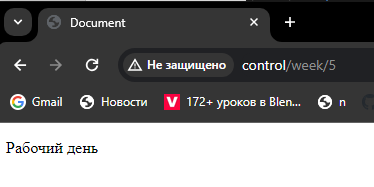 Document
Не защищено control/week/5
Gmail Новости 172+ уроков в Blen... n
Рабочий день